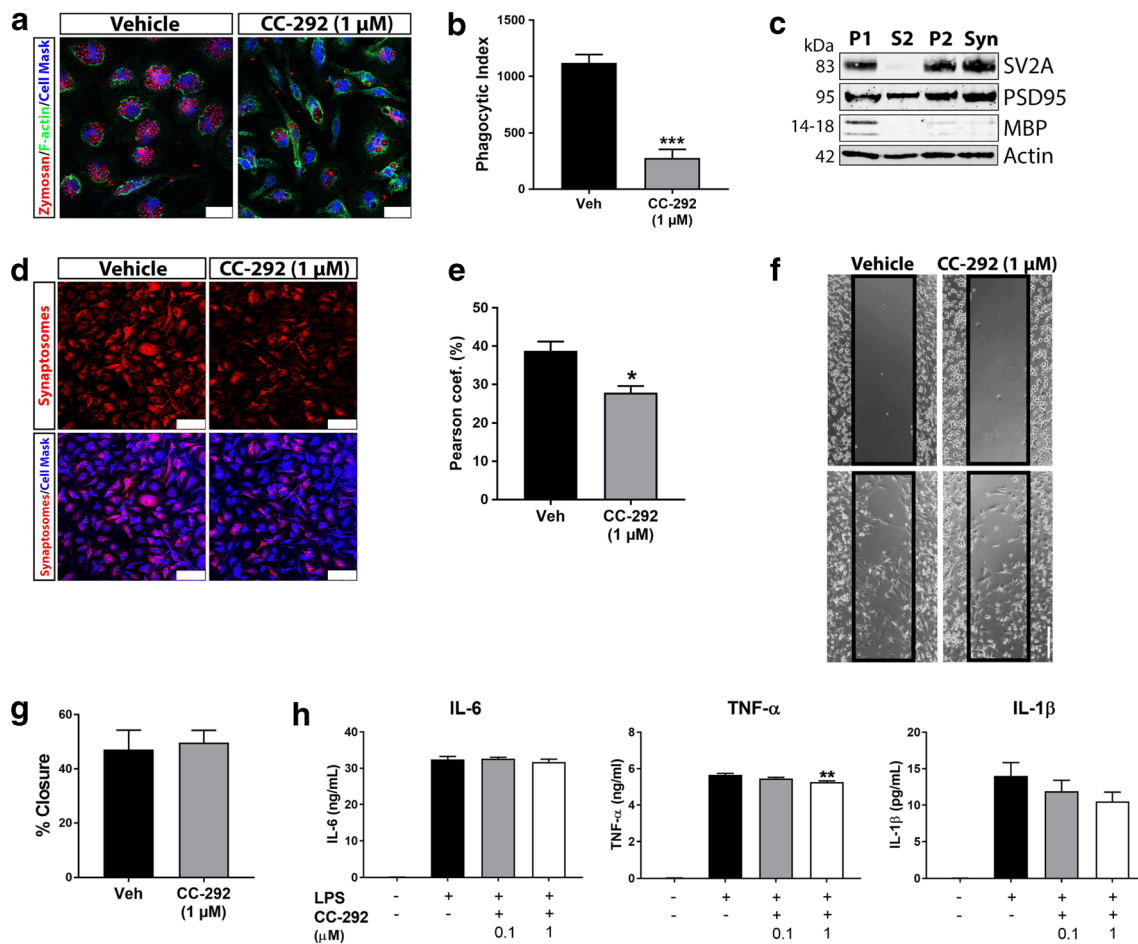 a
Vehicle
CC-292 (1 µM)
Zymosan/F-actin/Cell Mask
b
Phagocytic Index
1500
1000
500
0
***
Veh
CC-292
(1 µM)
c
kDa
P1 S2 P2 Syn
83 SV2A
95 PSD95
14-18 MBP
42 Actin
d
Vehicle
CC-292 (1 µM)
Synaptosomes
Synaptosomes/Cell Mask
e
Pearson coef. (%)
50
40
30
20
10
0
*
Veh
CC-292
(1 µM)
f
Vehicle
CC-292 (1 µM)
g
% Closure
60
40
20
0
Veh
CC-292
(1 µM)
h
IL-6
IL-6 (ng/mL)
40
30
20
10
0
TNF-α
TNF-α (ng/ml)
8
6
4
2
0
**
IL-1β
IL-1β (pg/mL)
20
15
10
5
0
LPS - + + + - + + + - + + +
CC-292 - - + + - - + + - - + +
(µM) 0.1 1 0.1 1 0.1 1